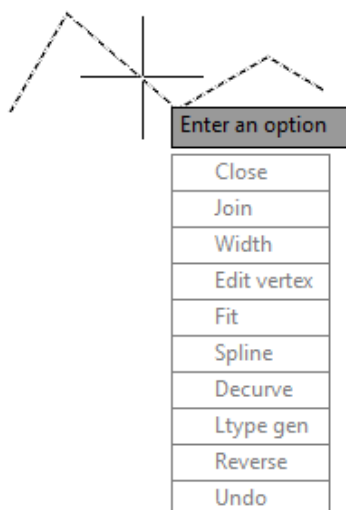 Enter an option
Close
Join
Width
Edit vertex
Fit
Spline
Decurve
Ltype gen
Reverse
Undo